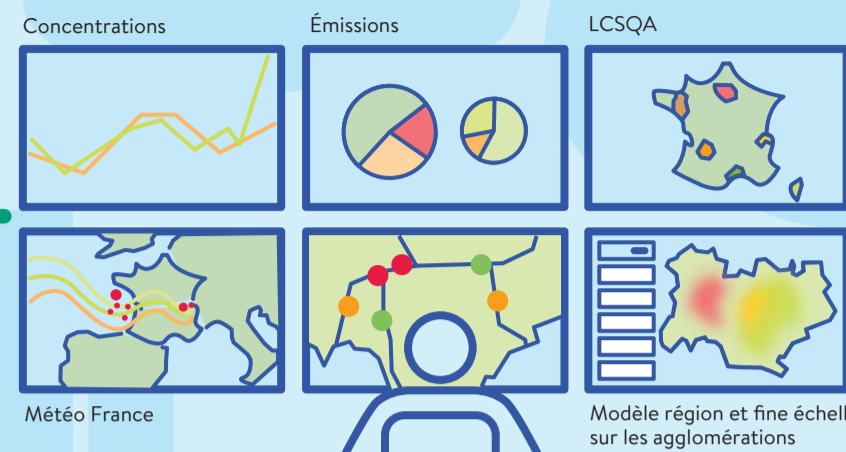 Concentrations
Émissions
LCSQA
Météo France
Modèle région et fine échell
sur les agglomérations